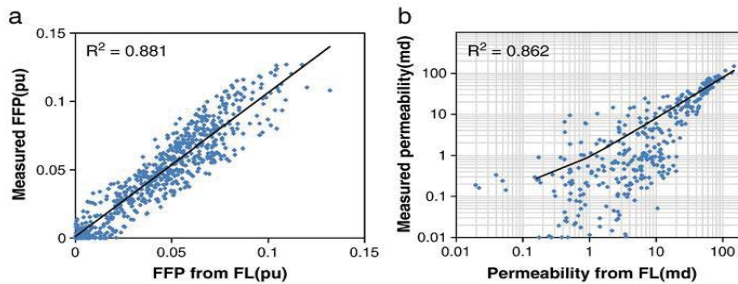 a
R² = 0.881
Measured FFP(pu)
0.15
0.1
0.05
0
0
0.05
0.1
0.15
FFP from FL(pu)
b
R² = 0.862
Measured permeability(md)
100
10
1
0.1
0.01
0.01
0.1
1
10
100
Permeability from FL(md)